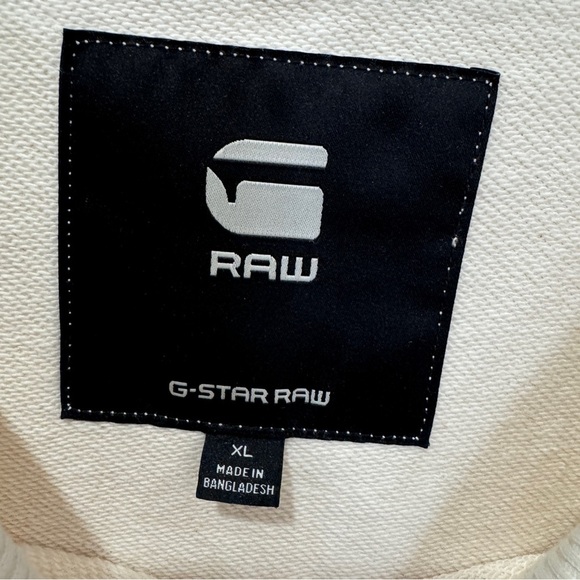 RAW
G-STAR RAW
XL
MADE IN
BANGLADESH